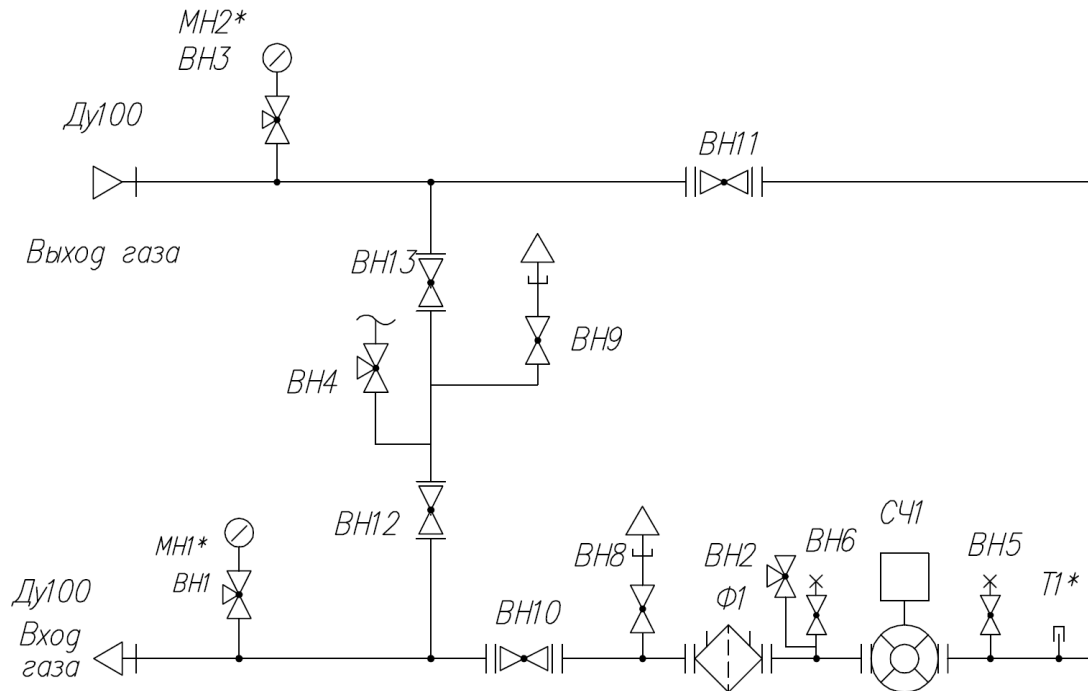 МН2*
ВН3
Ду100
ВН11
Выход газа
ВН13
ВН9
ВН4
ВН12
СЧ1
МН1*
ВН8
ВН2
ВН6
ВН5
ВН1
Ф1
Т1*
Ду100
ВН10
Вход
газа